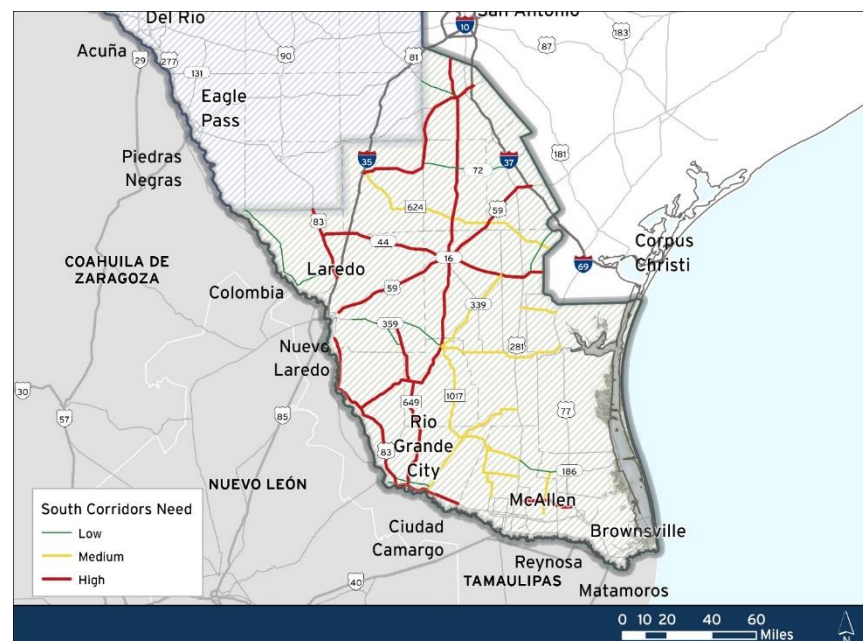 Del Rio
San Antonio
10
183
87
Acuña
29
277
90
81
131
Eagle
Pass
181
Piedras
Negras
35
37
72
624
59
83
44
16
Corpus
Christi
69
COAHUILA DE
ZARAGOZA
Laredo
Colombia
59
339
359
281
Nuevo
Laredo
30
57
85
649
1017
77
Rio
Grande
City
83
186
NUEVO LEÓN
McAllen
South Corridors Need
Low
Medium
High
Ciudad
Camargo
Brownsville
Reynosa
TAMAULIPAS
40
Matamoros
0 10 20 40 60
Miles
N